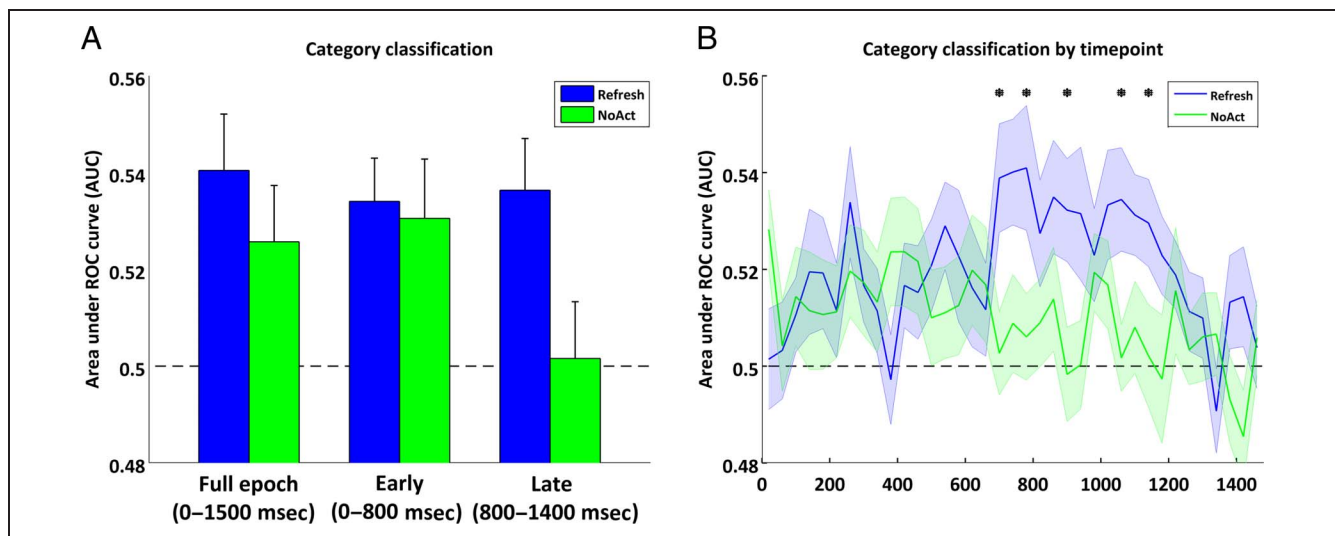 A
Category classification
Area under ROC curve (AUC)
0.56
0.54
0.52
0.5
0.48
Refresh
NoAct
Full epoch
(0–1500 msec)
Early
(0–800 msec)
Late
(800–1400 msec)
B
Category classification by timepoint
Area under ROC curve (AUC)
0.56
0.54
0.52
0.5
0.48
* * * * *
Refresh
NoAct
0 200 400 600 800 1000 1200 1400